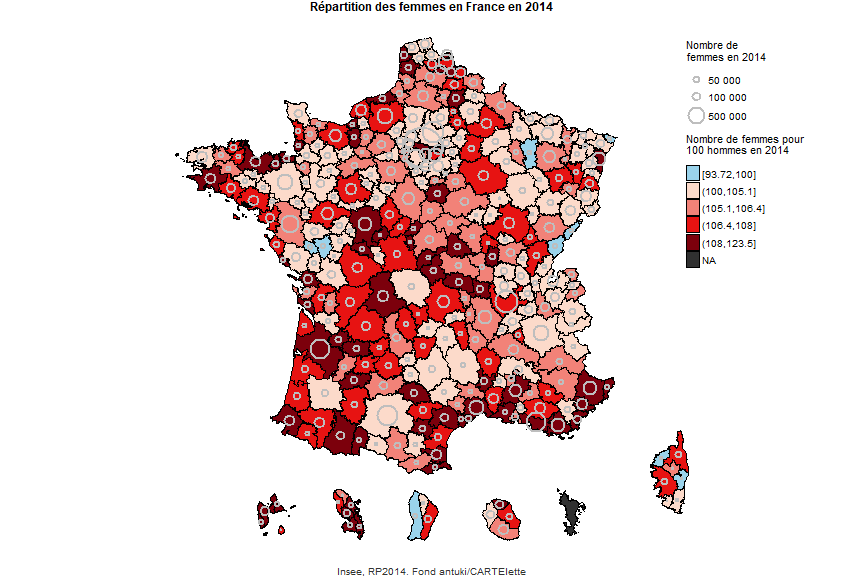 Répartition des femmes en France en 2014
Nombre de
femmes en 2014
50 000
100 000
500 000
Nombre de femmes pour
100 hommes en 2014
[93.72,100]
(100,105.1]
(105.1,106.4]
(106.4,108]
(108,123.5]
NA
Insee, RP2014. Fond antuki/CARTElette